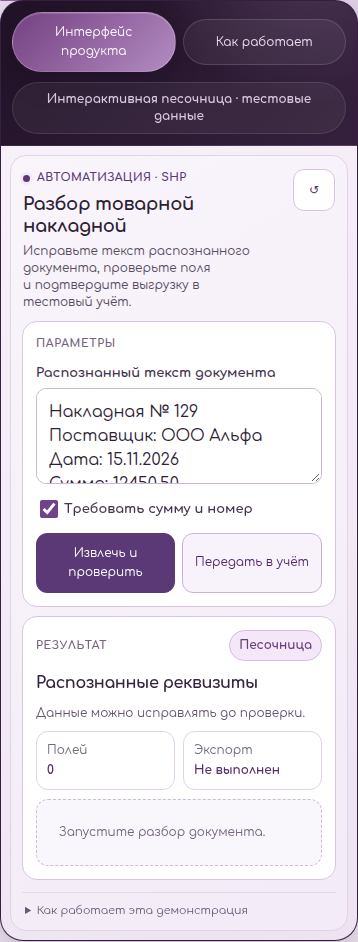 Интерфейс
продукта
Как работает
Интерактивная песочница · тестовые
данные
АВТОМАТИЗАЦИЯ · SHP
Разбор товарной
накладной
Исправьте текст распознанного
документа, проверьте поля
и подтвердите выгрузку в
тестовый учёт.
ПАРАМЕТРЫ
Распознанный текст документа
Накладная № 129
Поставщик: ООО Альфа
Дата: 15.11.2026
Сумма: 12450.50
Требовать сумму и номер
Извлечь и
проверить
Передать в учёт
РЕЗУЛЬТАТ
Песочница
Распознанные реквизиты
Данные можно исправлять до проверки.
Полей
0
Экспорт
Не выполнен
Запустите разбор документа.
Как работает эта демонстрация